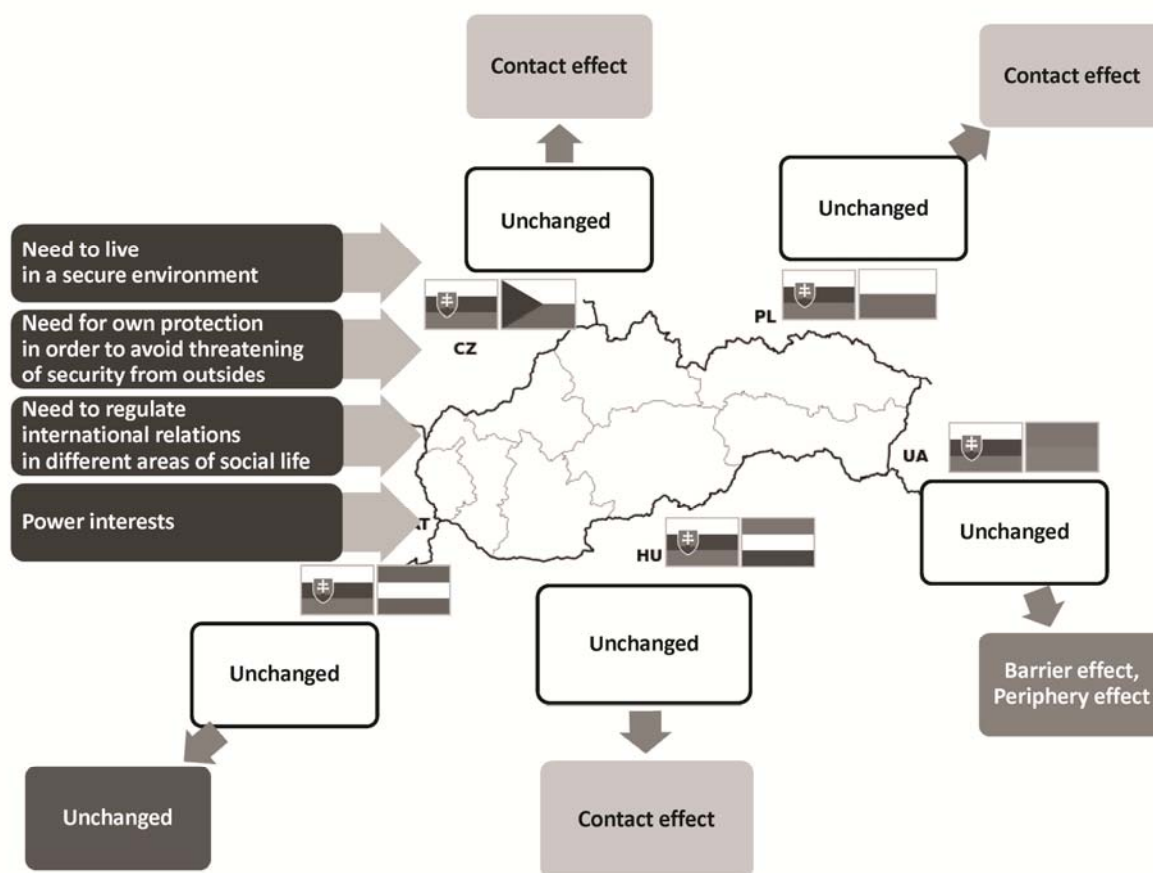 Contact effect
Contact effect
Unchanged
Unchanged
Need to live
in a secure environment
Need for own protection
in order to avoid threatening
of security from outsides
Need to regulate
international relations
in different areas of social life
Power interests
CZ
PL
UA
AT
HU
Unchanged
Unchanged
Unchanged
Barrier effect,
Periphery effect
Unchanged
Contact effect